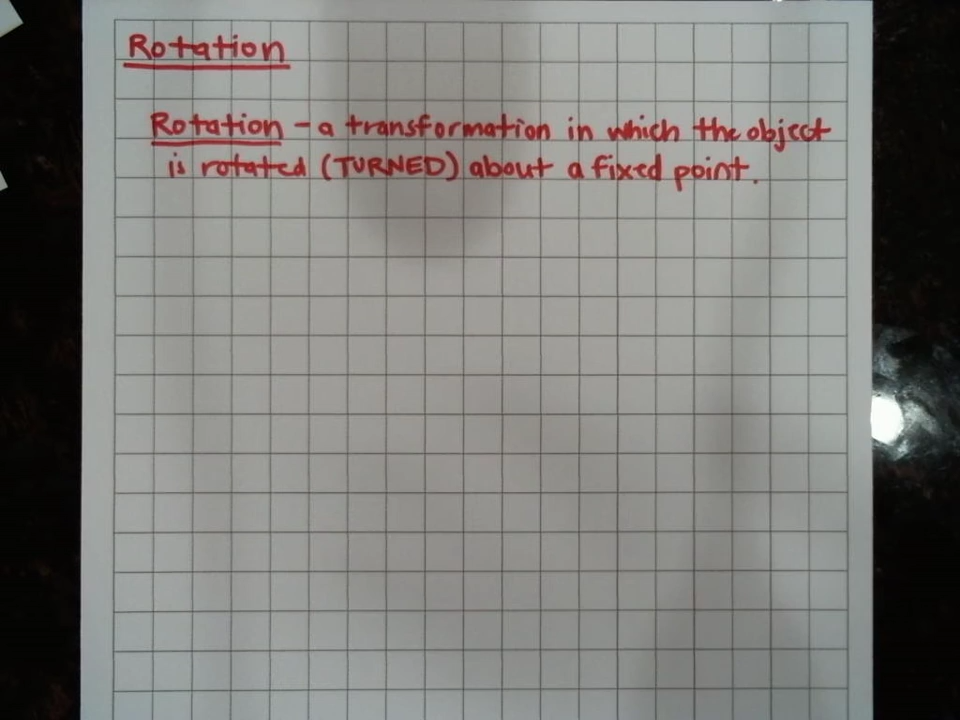 Rotation
Rotation - a transformation in which the object
is rotated (TURNED) about a fixed point.